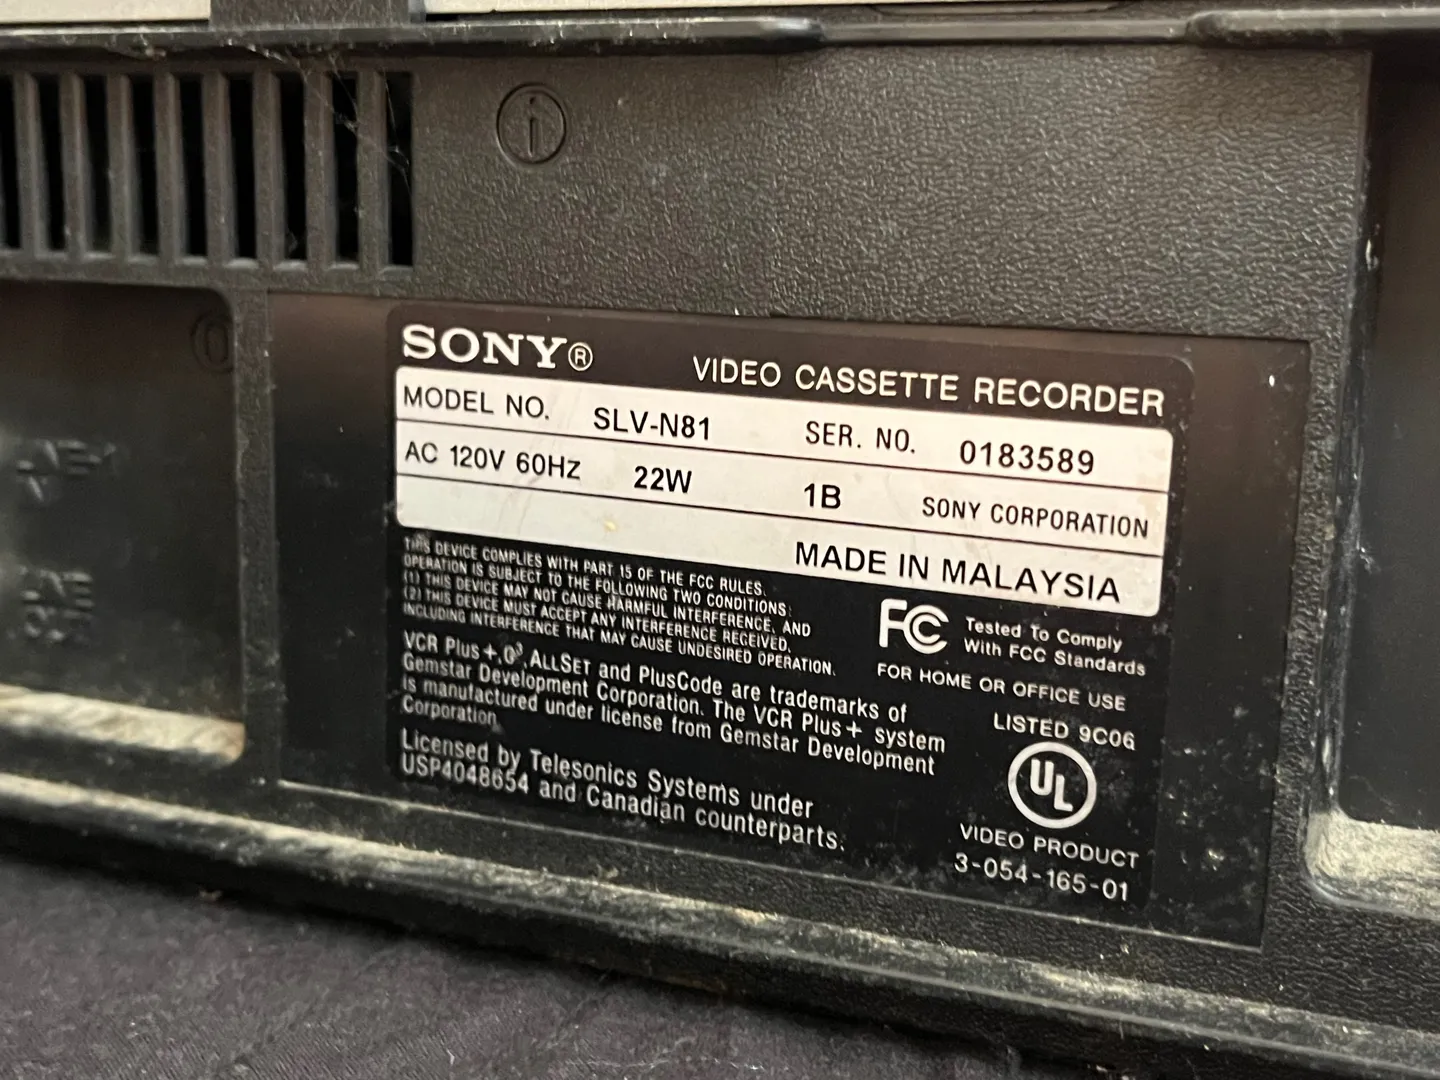 SONY®
VIDEO CASSETTE RECORDER
MODEL NO. SLV-N81 SER. NO. 0183589
AC 120V 60Hz 22W 1B SONY CORPORATION
MADE IN MALAYSIA
THIS DEVICE COMPLIES WITH PART 15 OF THE FCC RULES.
OPERATION IS SUBJECT TO THE FOLLOWING TWO CONDITIONS:
(1) THIS DEVICE MAY NOT CAUSE HARMFUL INTERFERENCE, AND
(2) THIS DEVICE MUST ACCEPT ANY INTERFERENCE RECEIVED,
INCLUDING INTERFERENCE THAT MAY CAUSE UNDESIRED OPERATION.
FC Tested To Comply
With FCC Standards
FOR HOME OR OFFICE USE
VCR Plus+, ALLSET and PlusCode are trademarks of
Gemstar Development Corporation. The VCR Plus+ system
is manufactured under license from Gemstar Development
Corporation.
Licensed by Telesonics Systems under
USP4048654 and Canadian counterparts.
LISTED 9C06
UL
VIDEO PRODUCT
3-054-165-01